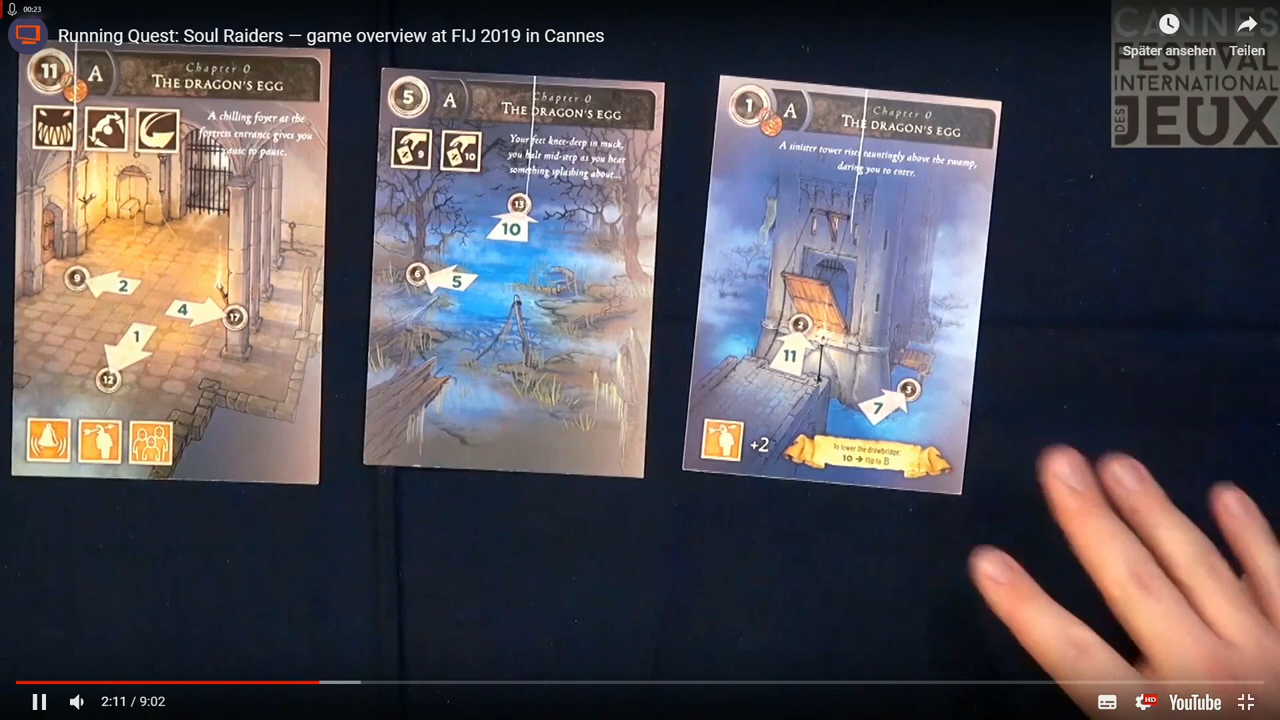 00:23
Running Quest: Soul Raiders — game overview at FIJ 2019 in Cannes
Später ansehen
Teilen
CANNES
FESTIVAL
INTERNATIONAL
DES
JEUX
11
A
Chapter 0
THE DRAGON'S EGG
A chilling foyer at the
fortress entrance gives you
cause to pause.
9
2
4
17
1
12
5
A
Chapter 0
THE DRAGON'S EGG
9
10
Your feet knee-deep in muck,
you halt mid-step as you hear
something splashing about...
13
10
6
5
1
A
Chapter 0
THE DRAGON'S EGG
A sinister tower rises tauntingly above the swamp,
daring you to enter.
2
11
3
7
+2
To lower the drawbridge:
10 → flip to B
2:11 / 9:02
HD
YouTube